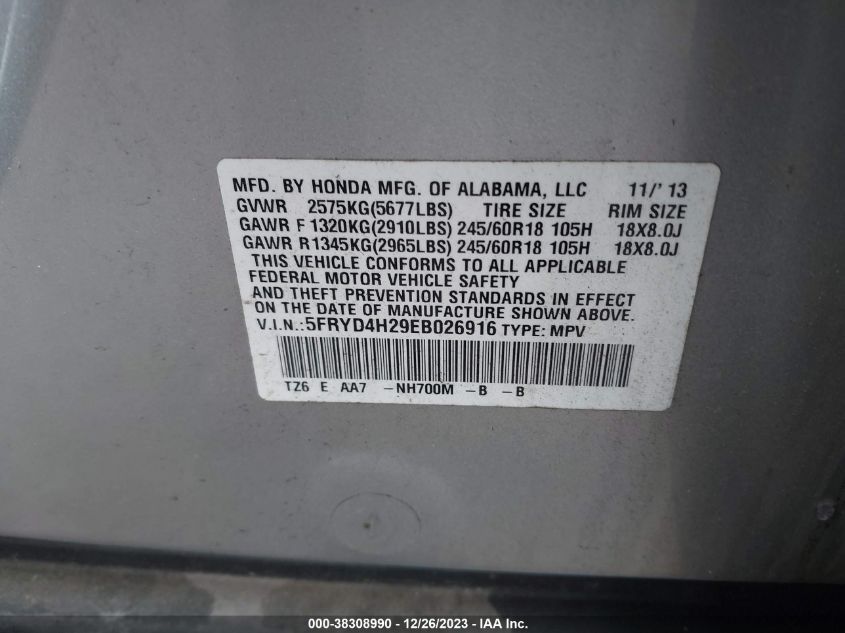 MFD. BY HONDA MFG. OF ALABAMA, LLC 11/' 13
GVWR 2575KG(5677LBS) TIRE SIZE RIM SIZE
GAWR F 1320KG(2910LBS) 245/60R18 105H 18X8.0J
GAWR R1345KG(2965LBS) 245/60R18 105H 18X8.0J
THIS VEHICLE CONFORMS TO ALL APPLICABLE
FEDERAL MOTOR VEHICLE SAFETY
AND THEFT PREVENTION STANDARDS IN EFFECT
ON THE DATE OF MANUFACTURE SHOWN ABOVE.
V.I.N.:5FRYD4H29EB026916 TYPE: MPV
TZ6 E AA7 -NH700M -B -B
000-38308990 - 12/26/2023 - IAA Inc.